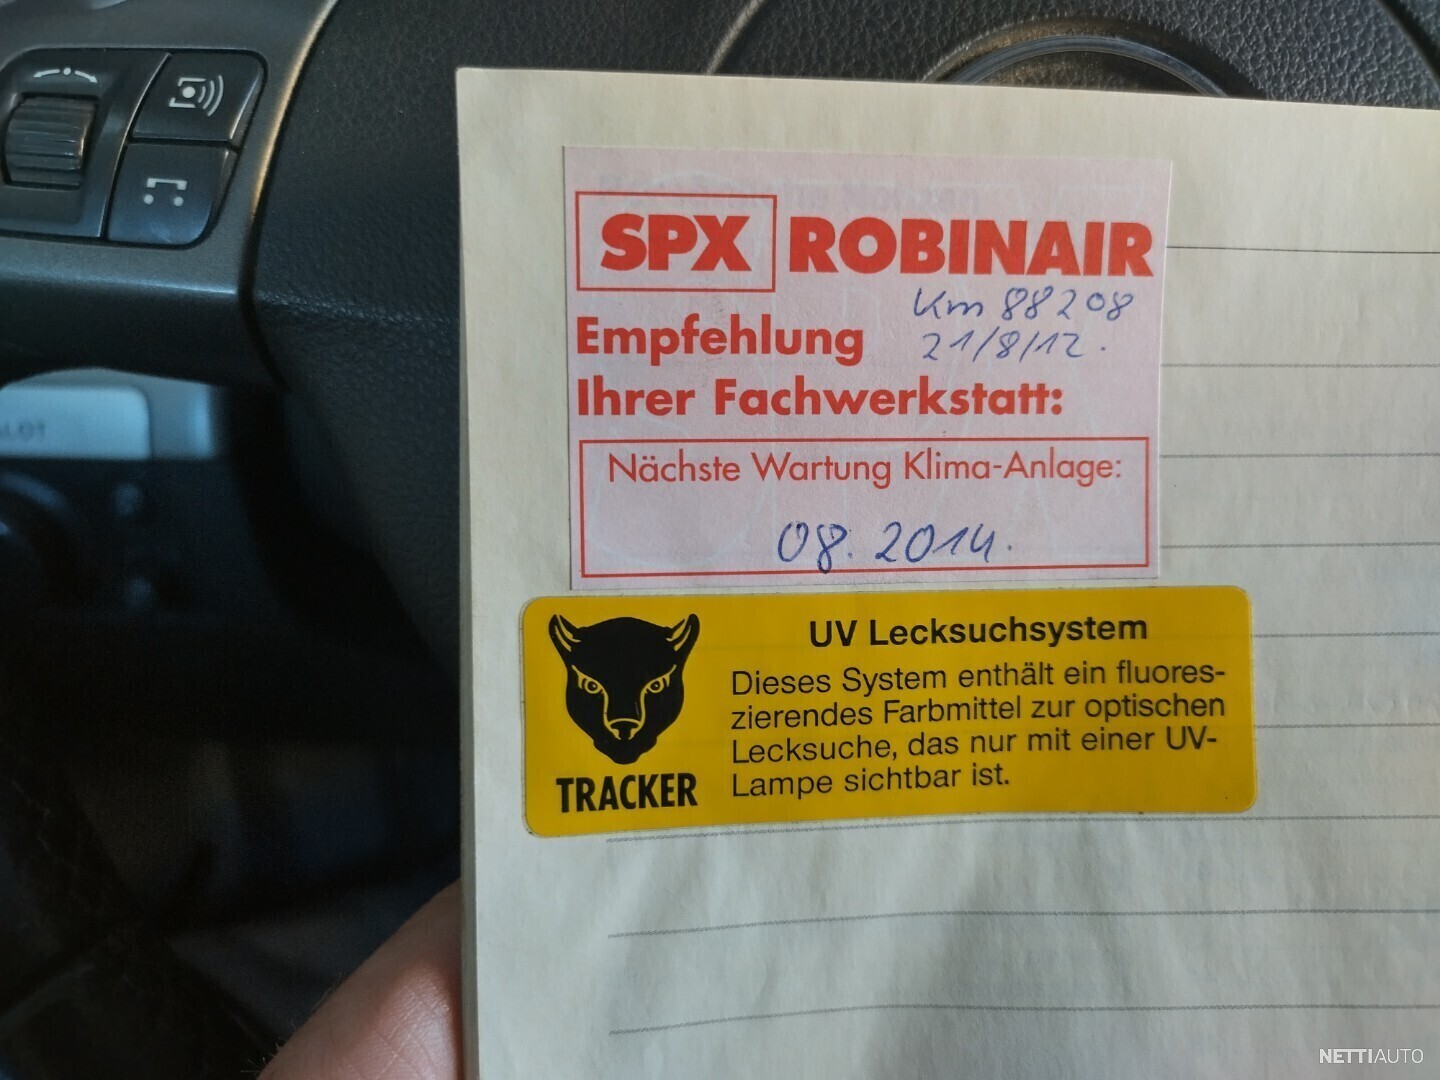 SPX ROBINAIR
Km 88208
21/8/12.
Empfehlung
Ihrer Fachwerkstatt:
Nächste Wartung Klima-Anlage:
08. 2014.
UV Lecksuchsystem
Dieses System enthält ein fluores-
zierendes Farbmittel zur optischen
Lecksuche, das nur mit einer UV-
Lampe sichtbar ist.
TRACKER
NETTIAUTO